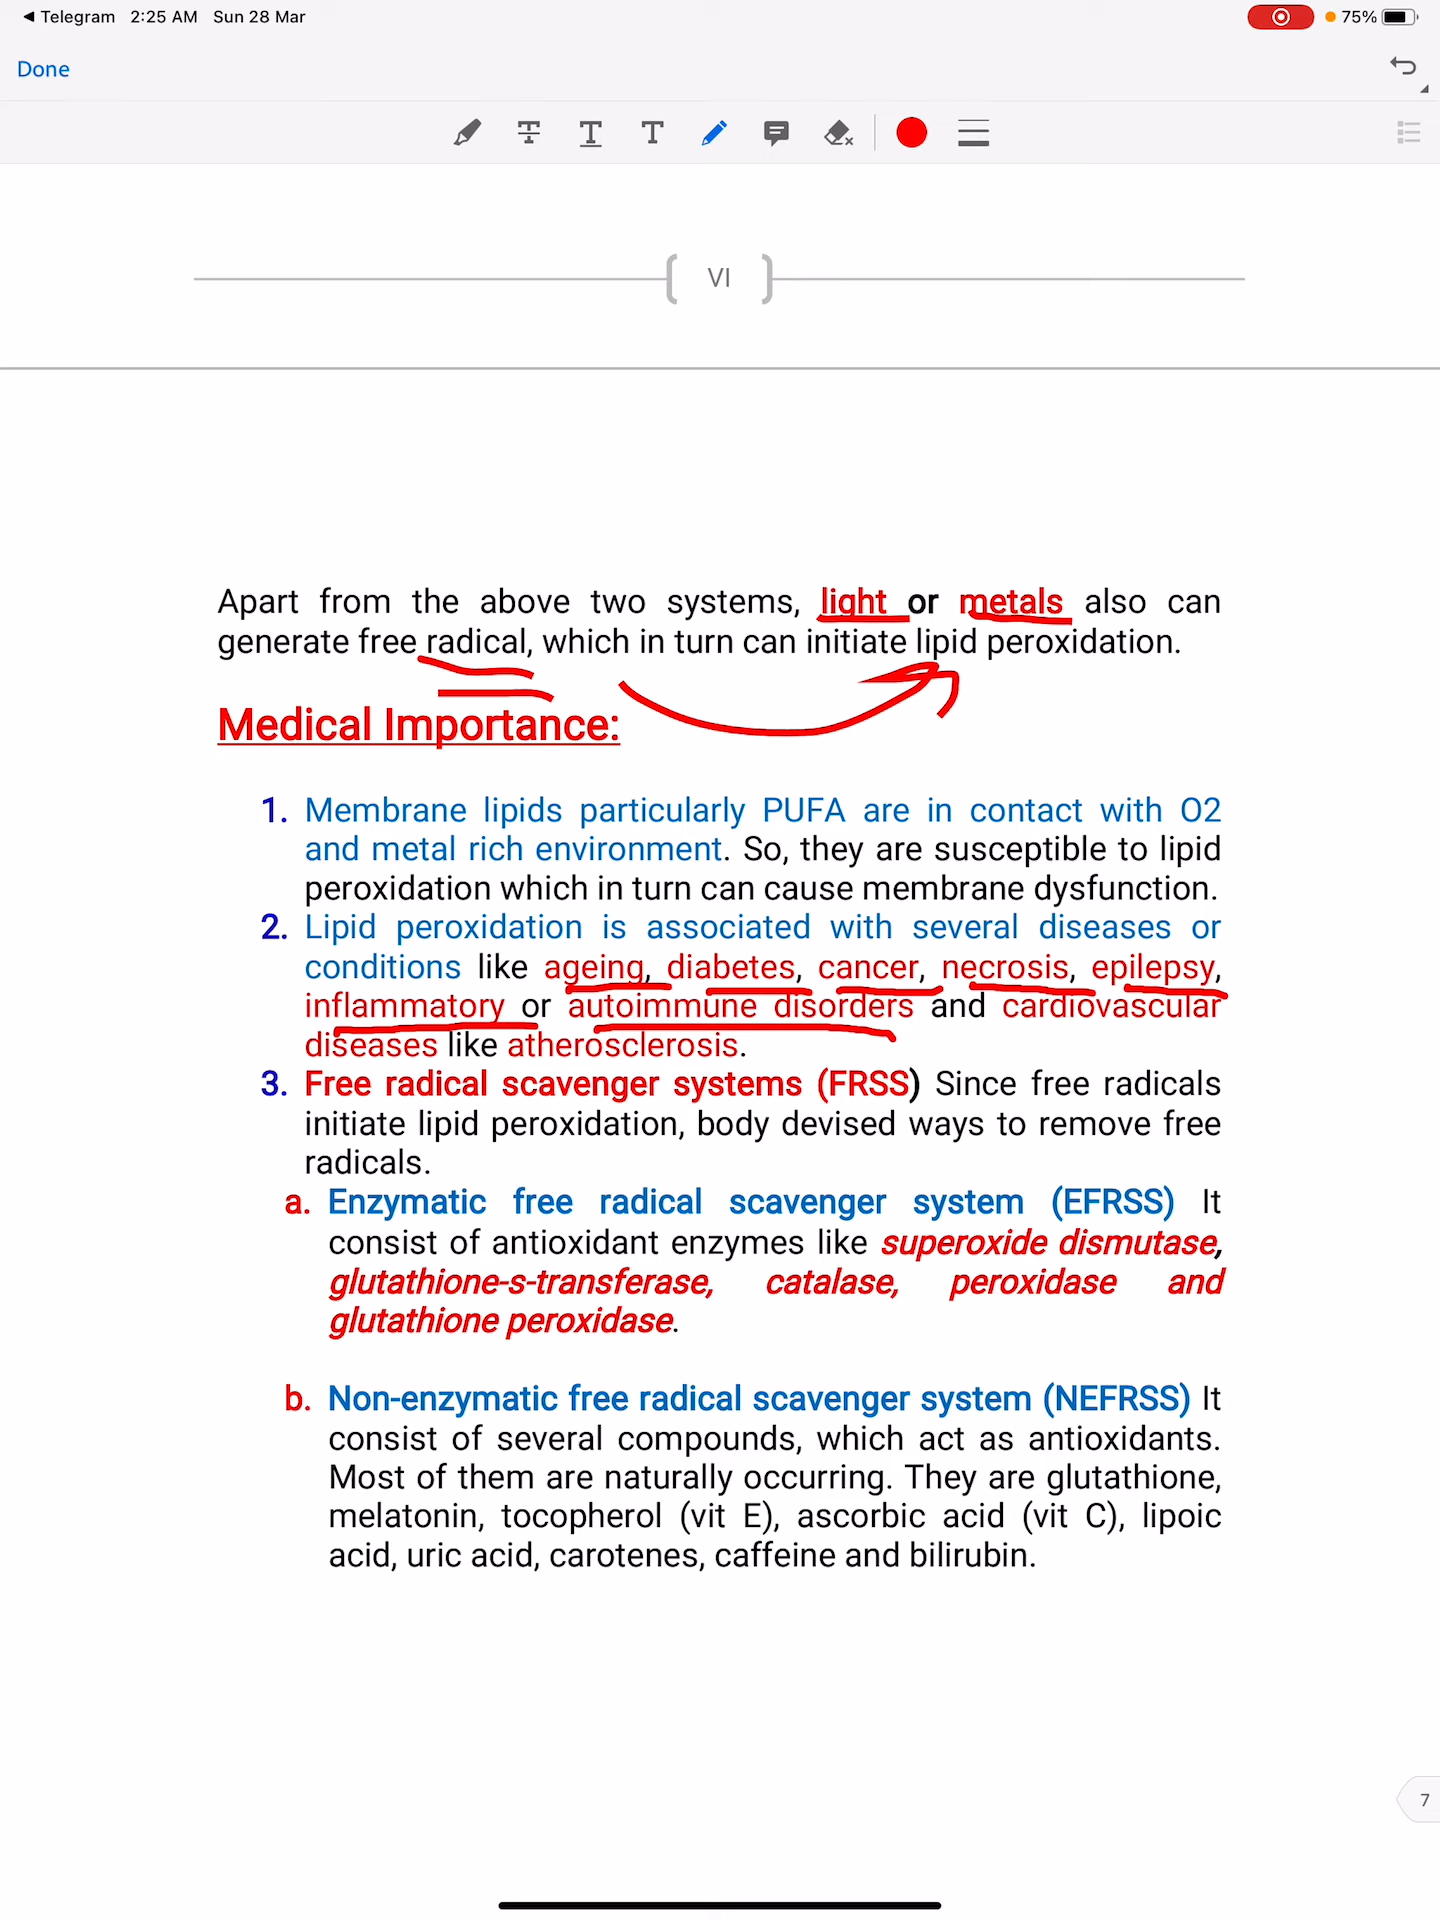 Telegram 2:25 AM Sun 28 Mar 75%
Done
VI
Apart from the above two systems, light or metals also can
generate free radical, which in turn can initiate lipid peroxidation.
Medical Importance:
1. Membrane lipids particularly PUFA are in contact with O2
and metal rich environment. So, they are susceptible to lipid
peroxidation which in turn can cause membrane dysfunction.
2. Lipid peroxidation is associated with several diseases or
conditions like ageing, diabetes, cancer, necrosis, epilepsy,
inflammatory or autoimmune disorders and cardiovascular
diseases like atherosclerosis.
3. Free radical scavenger systems (FRSS) Since free radicals
initiate lipid peroxidation, body devised ways to remove free
radicals.
a. Enzymatic free radical scavenger system (EFRSS) It
consist of antioxidant enzymes like superoxide dismutase,
glutathione-s-transferase, catalase, peroxidase and
glutathione peroxidase.
b. Non-enzymatic free radical scavenger system (NEFRSS) It
consist of several compounds, which act as antioxidants.
Most of them are naturally occurring. They are glutathione,
melatonin, tocopherol (vit E), ascorbic acid (vit C), lipoic
acid, uric acid, carotenes, caffeine and bilirubin.
7